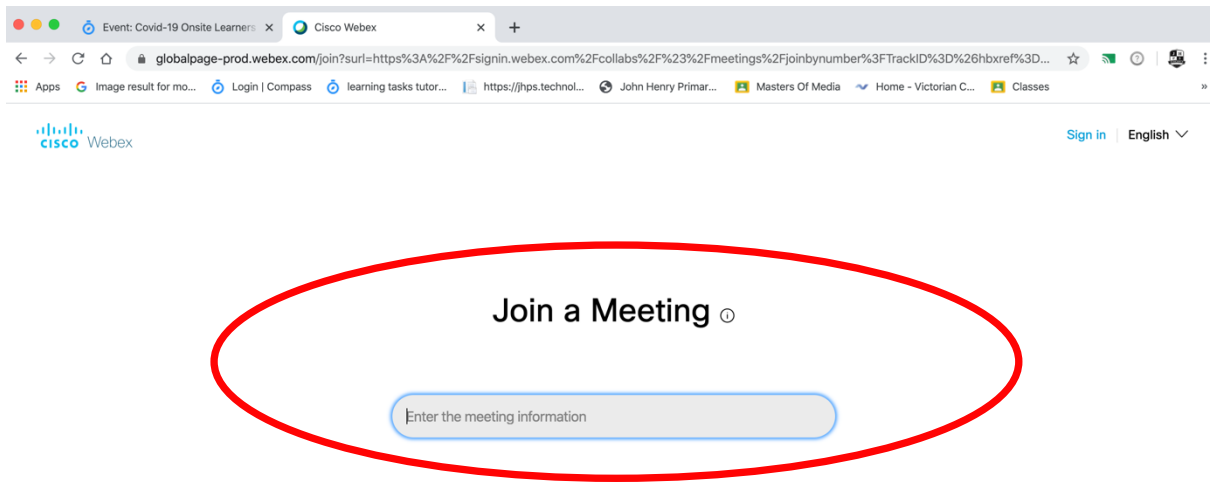 Event: Covid-19 Onsite Learners
Cisco Webex
globalpage-prod.webex.com/join?surl=https%3A%2F%2Fsignin.webex.com%2Fcollabs%2F%23%2Fmeetings%2Fjoinbynumber%3FTrackID%3D%26hbxref%3D...
Apps
Image result for mo...
Login | Compass
learning tasks tutor...
https://jhps.technol...
John Henry Primar...
Masters Of Media
Home - Victorian C...
Classes
»
CISCO Webex
Sign in
English
Join a Meeting
Enter the meeting information